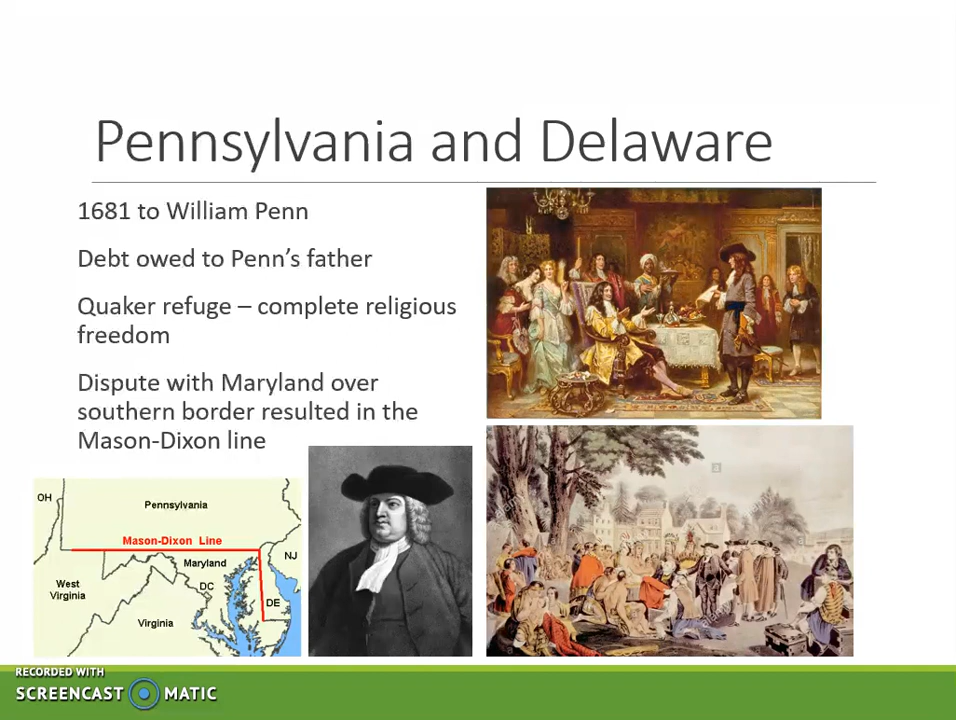 Pennsylvania and Delaware
1681 to William Penn
Debt owed to Penn’s father
Quaker refuge – complete religious
freedom
Dispute with Maryland over
southern border resulted in the
Mason-Dixon line
OH
Pennsylvania
Mason-Dixon Line
NJ
Maryland
West
Virginia
DC
DE
Virginia
RECORDED WITH
SCREENCAST MATIC